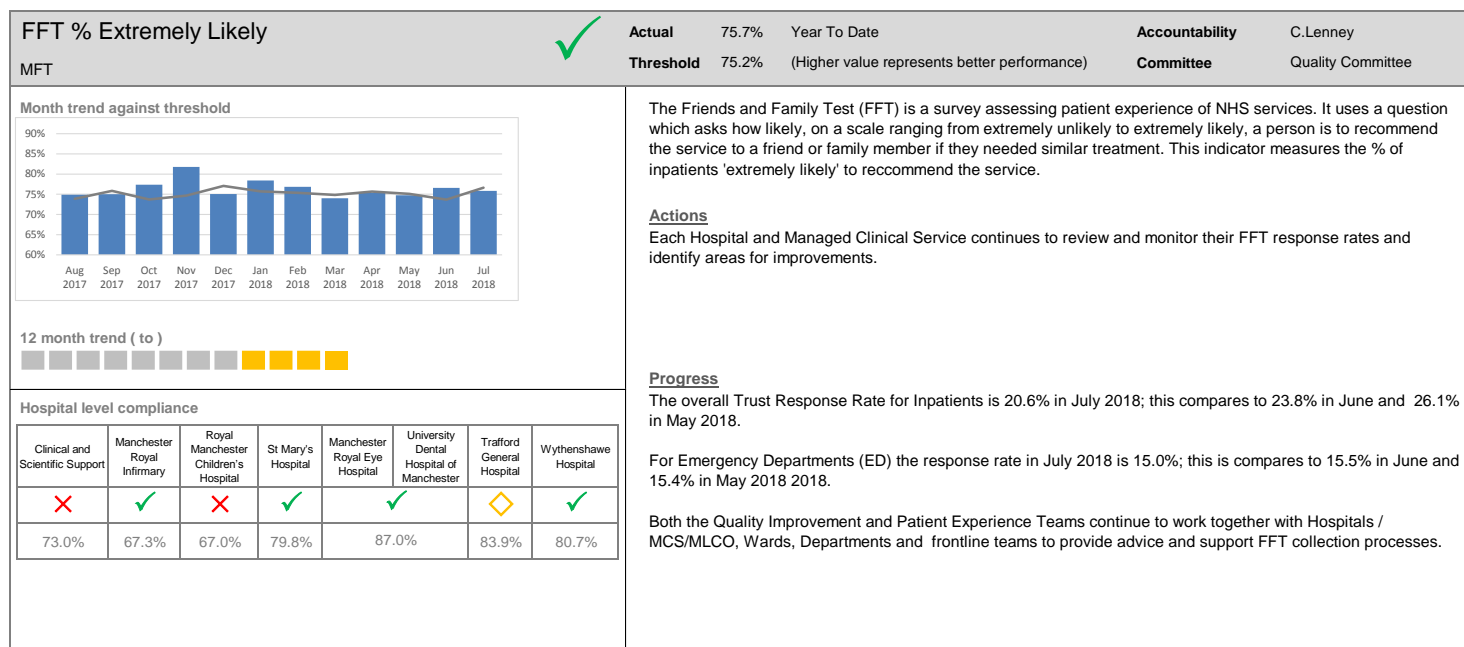 FFT % Extremely Likely
MFT
Actual 75.7% Year To Date
Threshold 75.2% (Higher value represents better performance)
Accountability C.Lenney
Committee Quality Committee
Month trend against threshold
90%
85%
80%
75%
70%
65%
60%
Aug 2017
Sep 2017
Oct 2017
Nov 2017
Dec 2017
Jan 2018
Feb 2018
Mar 2018
Apr 2018
May 2018
Jun 2018
Jul 2018
12 month trend ( to )
Hospital level compliance
Clinical and
Scientific Support
Manchester
Royal
Infirmary
Royal
Manchester
Children's
Hospital
St Mary's
Hospital
Manchester
Royal Eye
Hospital
University
Dental
Hospital of
Manchester
Trafford
General
Hospital
Wythenshawe
Hospital
73.0% 67.3% 67.0% 79.8% 87.0% 83.9% 80.7%
The Friends and Family Test (FFT) is a survey assessing patient experience of NHS services. It uses a question
which asks how likely, on a scale ranging from extremely unlikely to extremely likely, a person is to recommend
the service to a friend or family member if they needed similar treatment. This indicator measures the % of
inpatients 'extremely likely' to reccommend the service.
Actions
Each Hospital and Managed Clinical Service continues to review and monitor their FFT response rates and
identify areas for improvements.
Progress
The overall Trust Response Rate for Inpatients is 20.6% in July 2018; this compares to 23.8% in June and 26.1%
in May 2018.
For Emergency Departments (ED) the response rate in July 2018 is 15.0%; this is compares to 15.5% in June and
15.4% in May 2018 2018.
Both the Quality Improvement and Patient Experience Teams continue to work together with Hospitals /
MCS/MLCO, Wards, Departments and frontline teams to provide advice and support FFT collection processes.